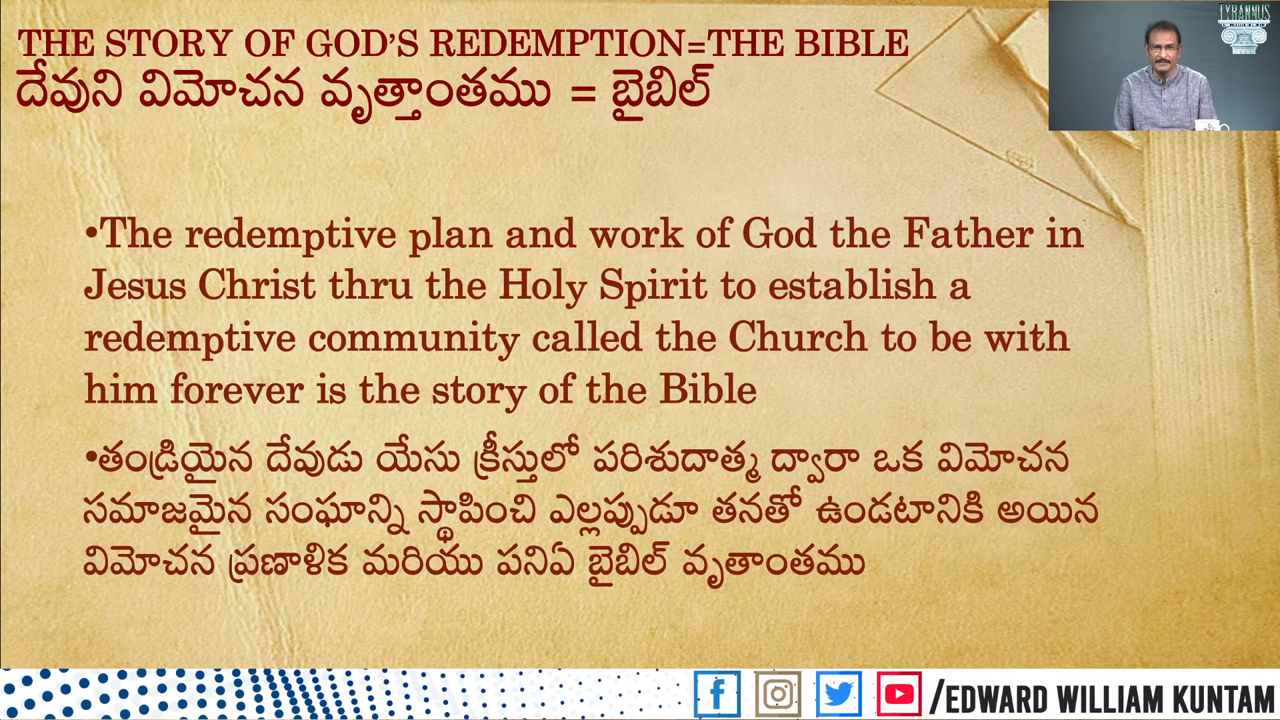 THE STORY OF GOD'S REDEMPTION=THE BIBLE
దేవుని విమోచన వృత్తాంతము = బైబిల్
TYRANNUS
•The redemptive plan and work of God the Father in
Jesus Christ thru the Holy Spirit to establish a
redemptive community called the Church to be with
him forever is the story of the Bible
•తండ్రియైన దేవుడు యేసు క్రీస్తులో పరిశుదాత్మ ద్వారా ఒక విమోచన
సమాజమైన సంఘాన్ని స్థాపించి ఎల్లప్పుడూ తనతో ఉండటానికి అయిన
విమోచన ప్రణాళిక మరియు పనిఏ బైబిల్ వృతాంతము
/EDWARD WILLIAM KUNTAM